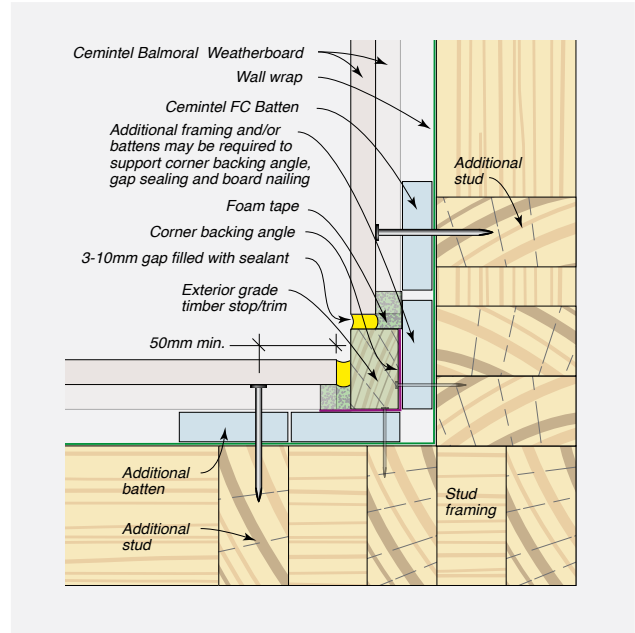 Cemintel Balmoral Weatherboard
Wall wrap
Cemintel FC Batten
Additional framing and/or
battens may be required to
support corner backing angle,
gap sealing and board nailing
Additional
stud
Foam tape
Corner backing angle
3-10mm gap filled with sealant
Exterior grade
timber stop/trim
50mm min.
Additional
batten
Additional
stud
Stud
framing